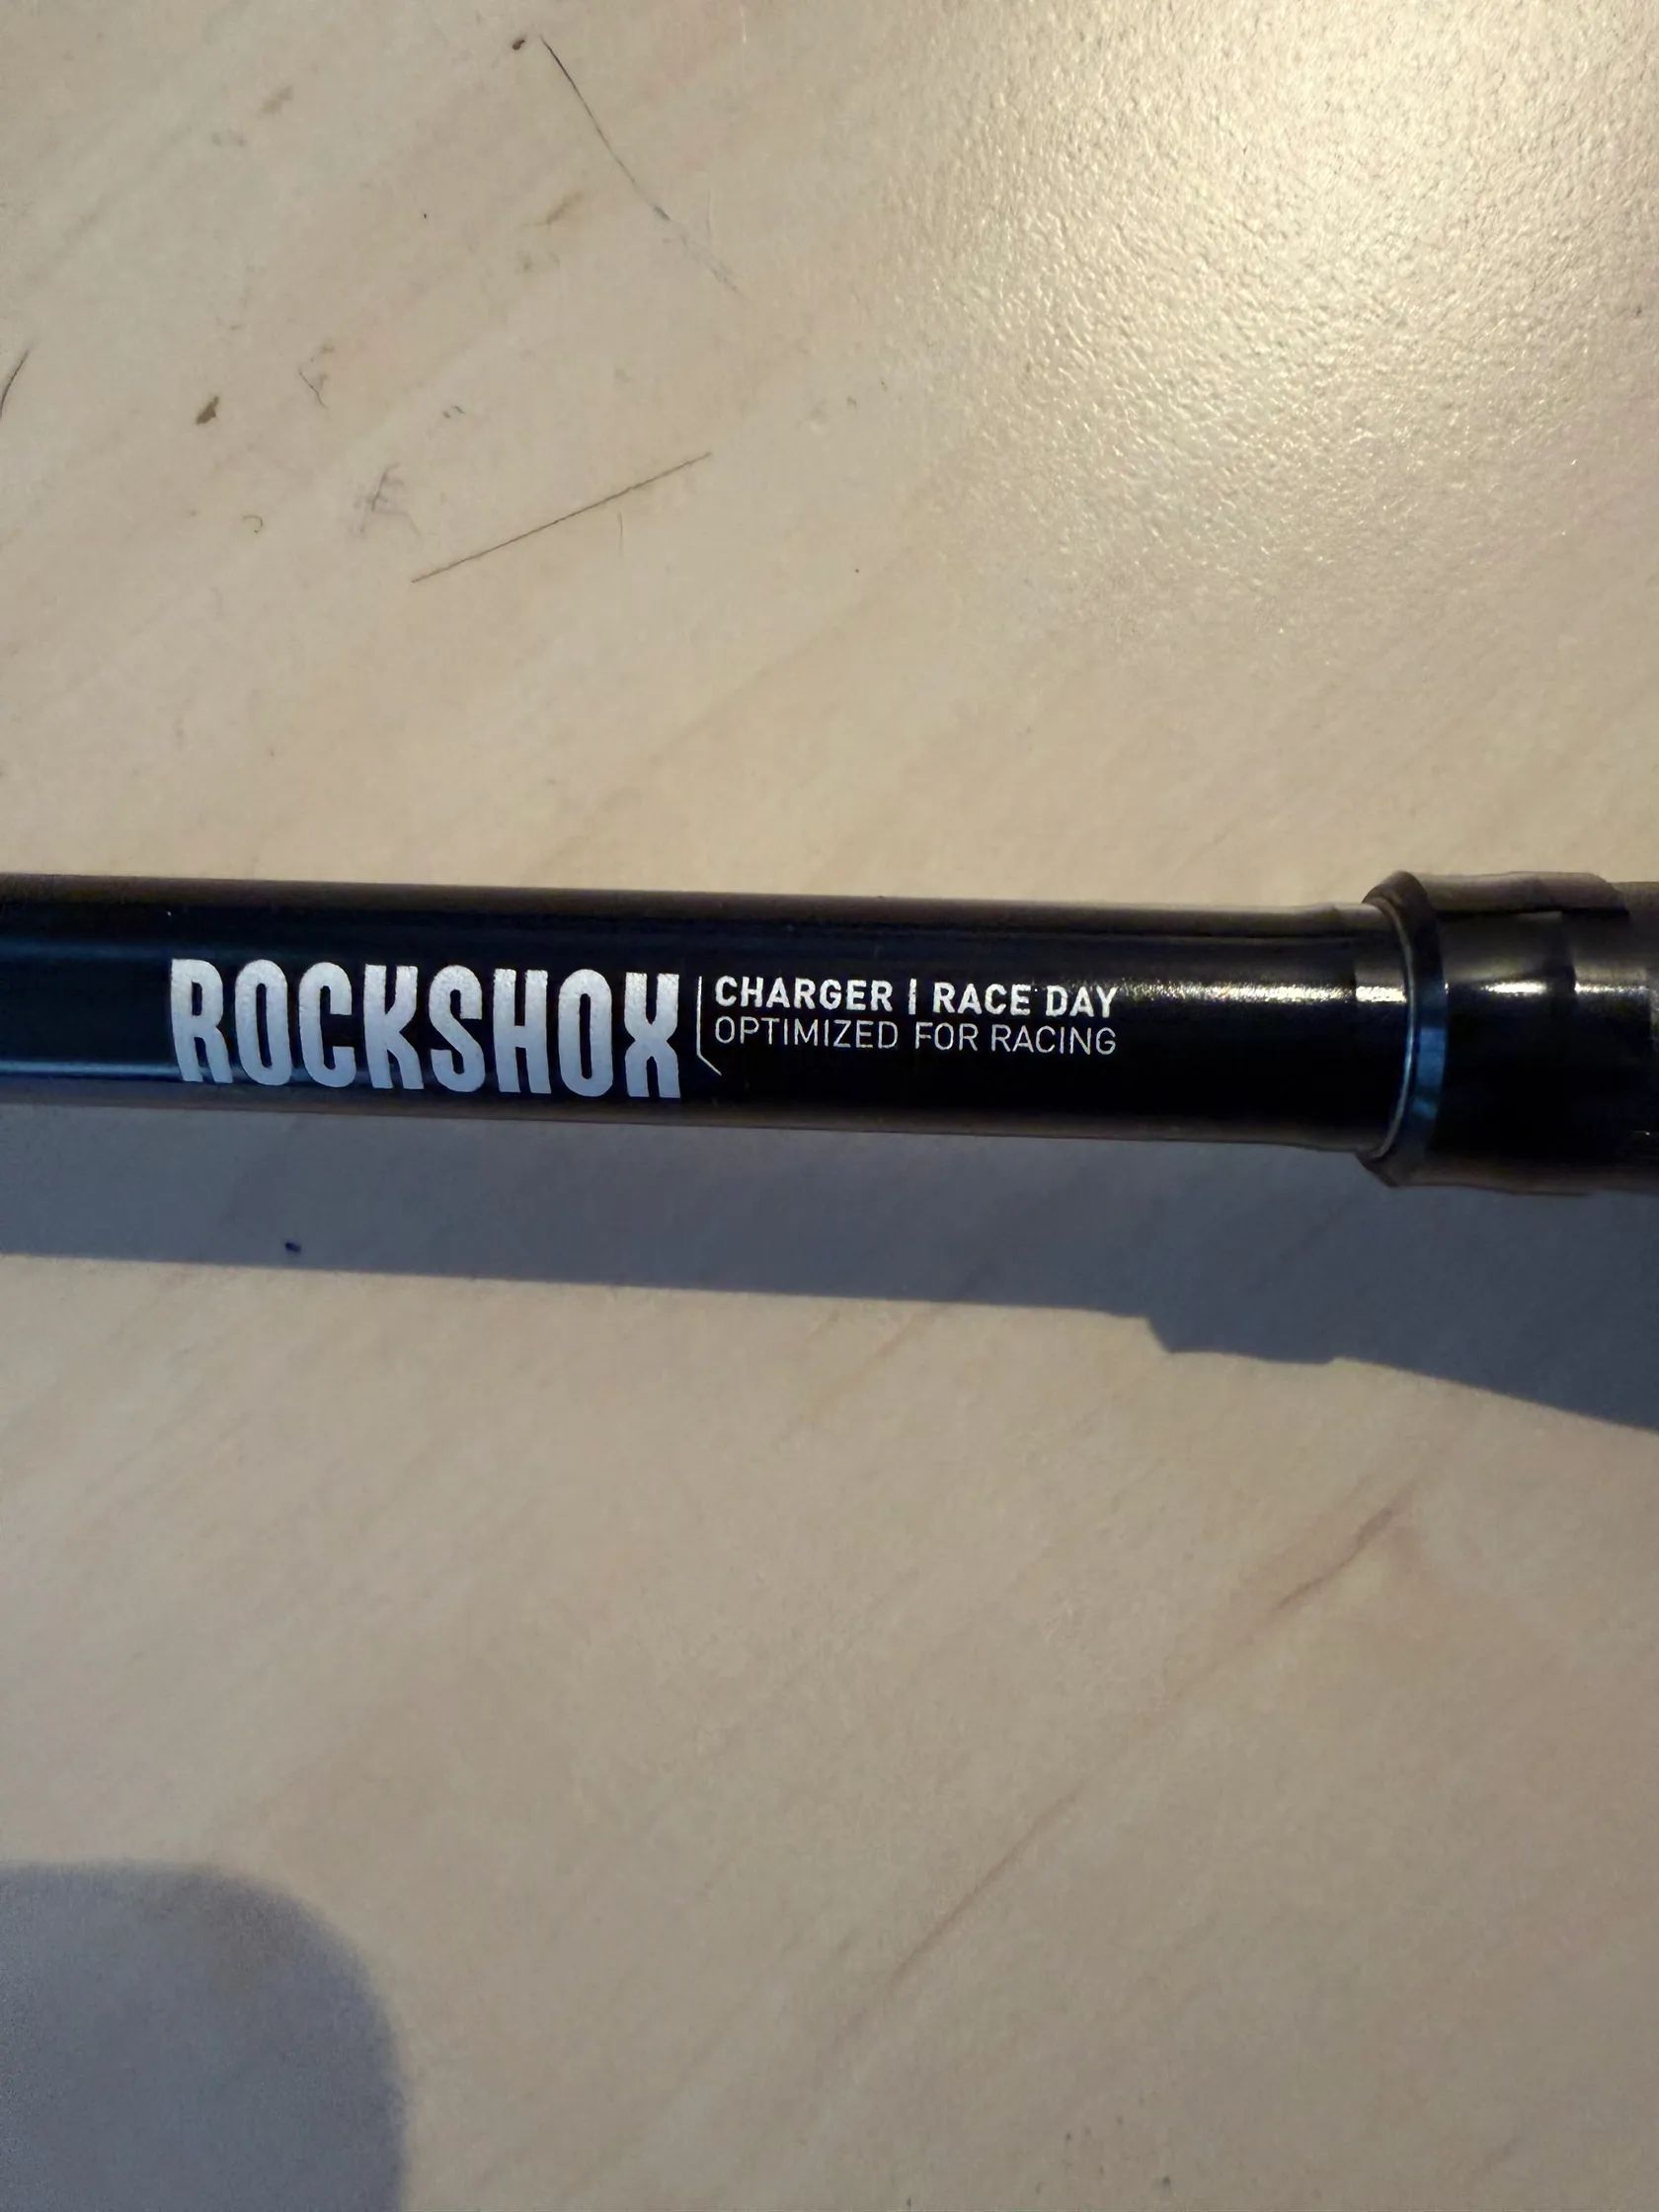 ROCKSHOX
CHARGER | RACE DAY
OPTIMIZED FOR RACING